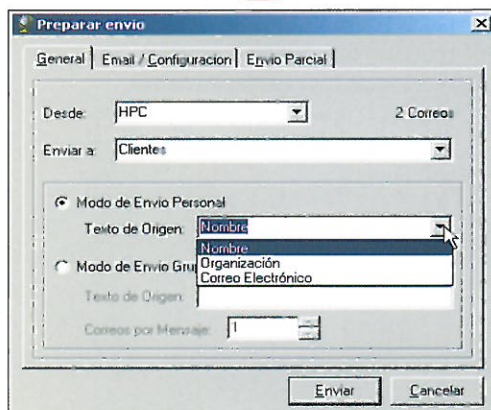 Preparar envio
General Email / Configuracion Envio Parcial
Desde: HPC 2 Correos
Enviar a: Clientes
Modo de Envio Personal
Texto de Origen: Nombre
Nombre
Modo de Envio Gru Organización
Correo Electrónico
Texto de Origen:
Correos por Mensaje: 1
Enviar Cancelar